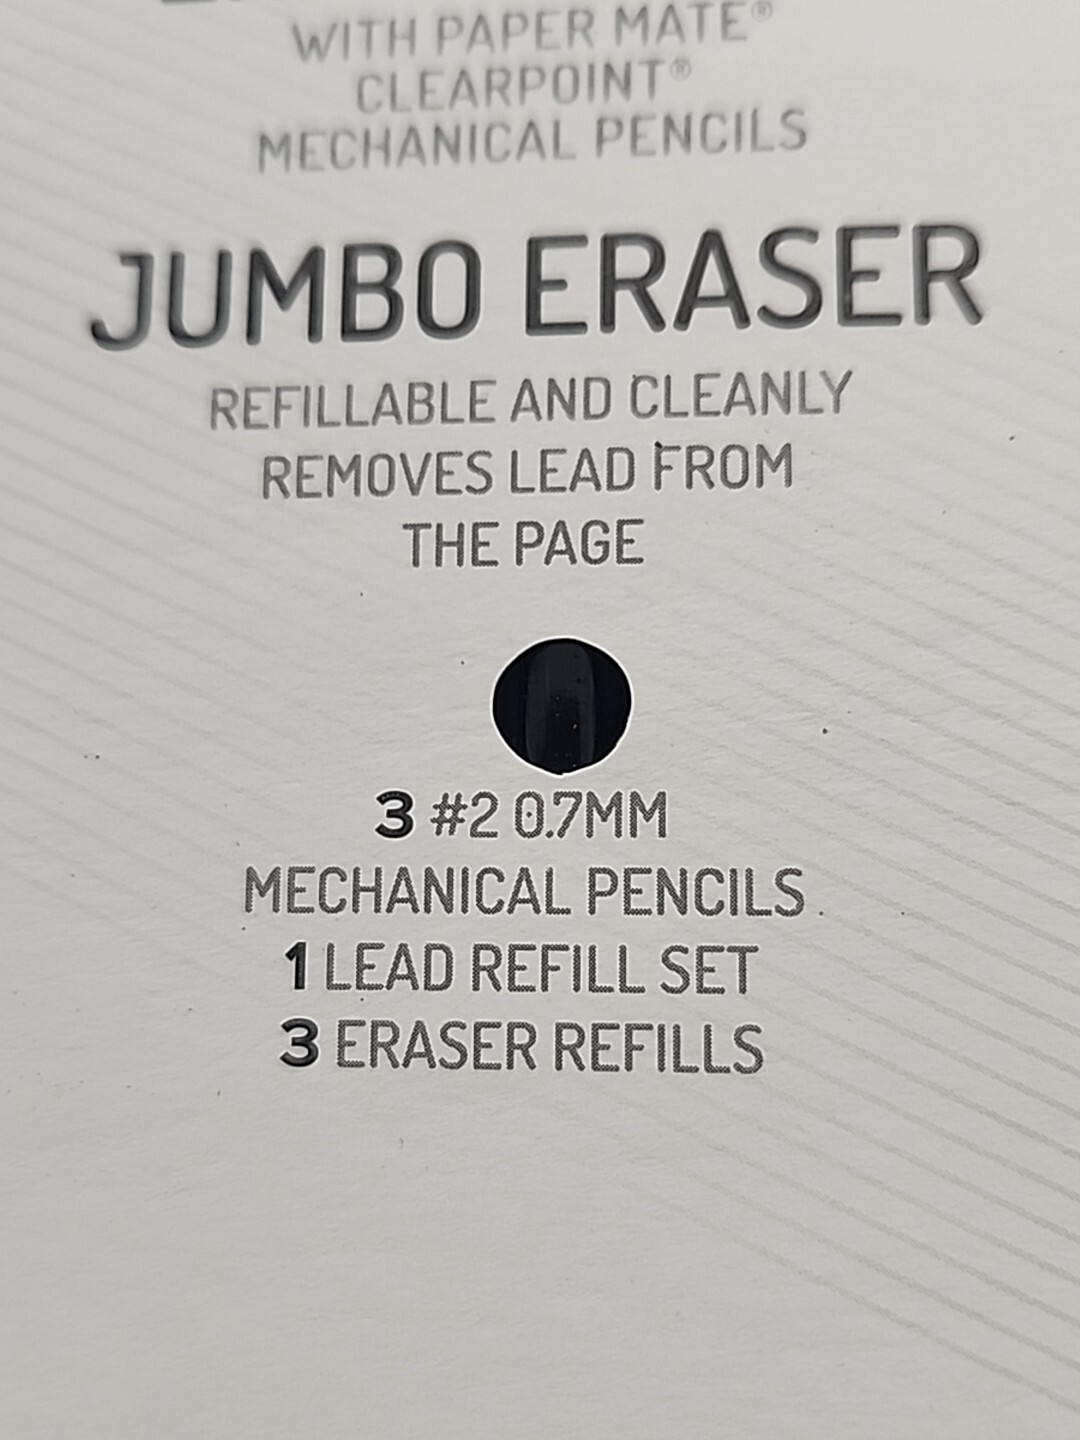 WITH PAPER MATE®
CLEARPOINT®
MECHANICAL PENCILS
JUMBO ERASER
REFILLABLE AND CLEANLY
REMOVES LEAD FROM
THE PAGE
3 #2 0.7MM
MECHANICAL PENCILS
1 LEAD REFILL SET
3 ERASER REFILLS